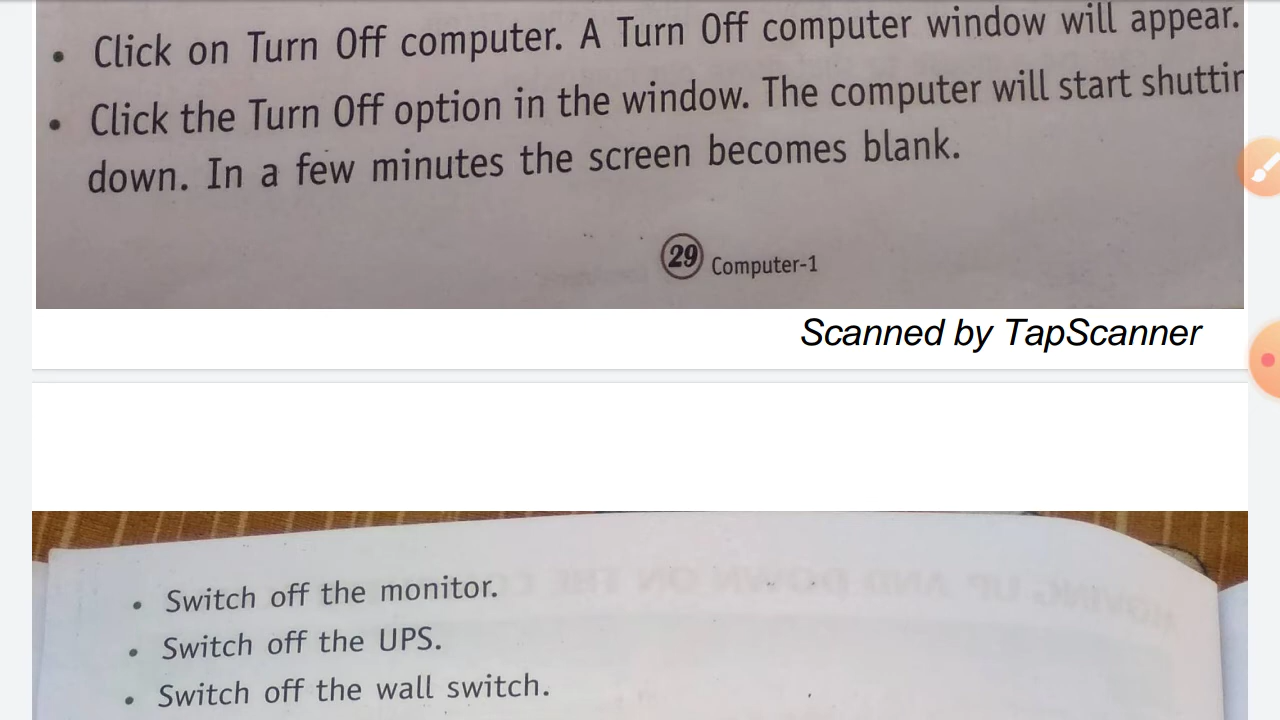 • Click on Turn Off computer. A Turn Off computer window will appear.
• Click the Turn Off option in the window. The computer will start
down. In a few minutes the screen becomes blank.
29 Computer-1
Scanned by TapScanner
• Switch off the monitor.
• Switch off the UPS.
• Switch off the wall switch.